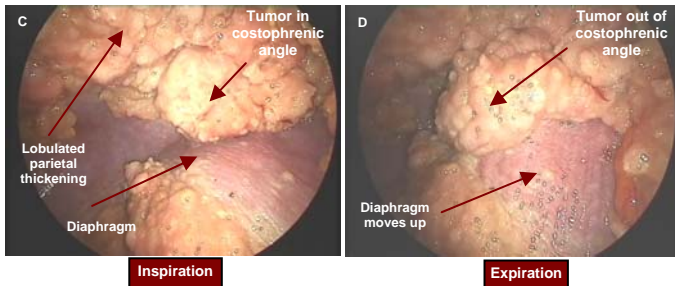 C
Tumor in
costophrenic
angle
Lobulated
parietal
thickening
Diaphragm
Inspiration
D
Tumor out of
costophrenic
angle
Diaphragm
moves up
Expiration